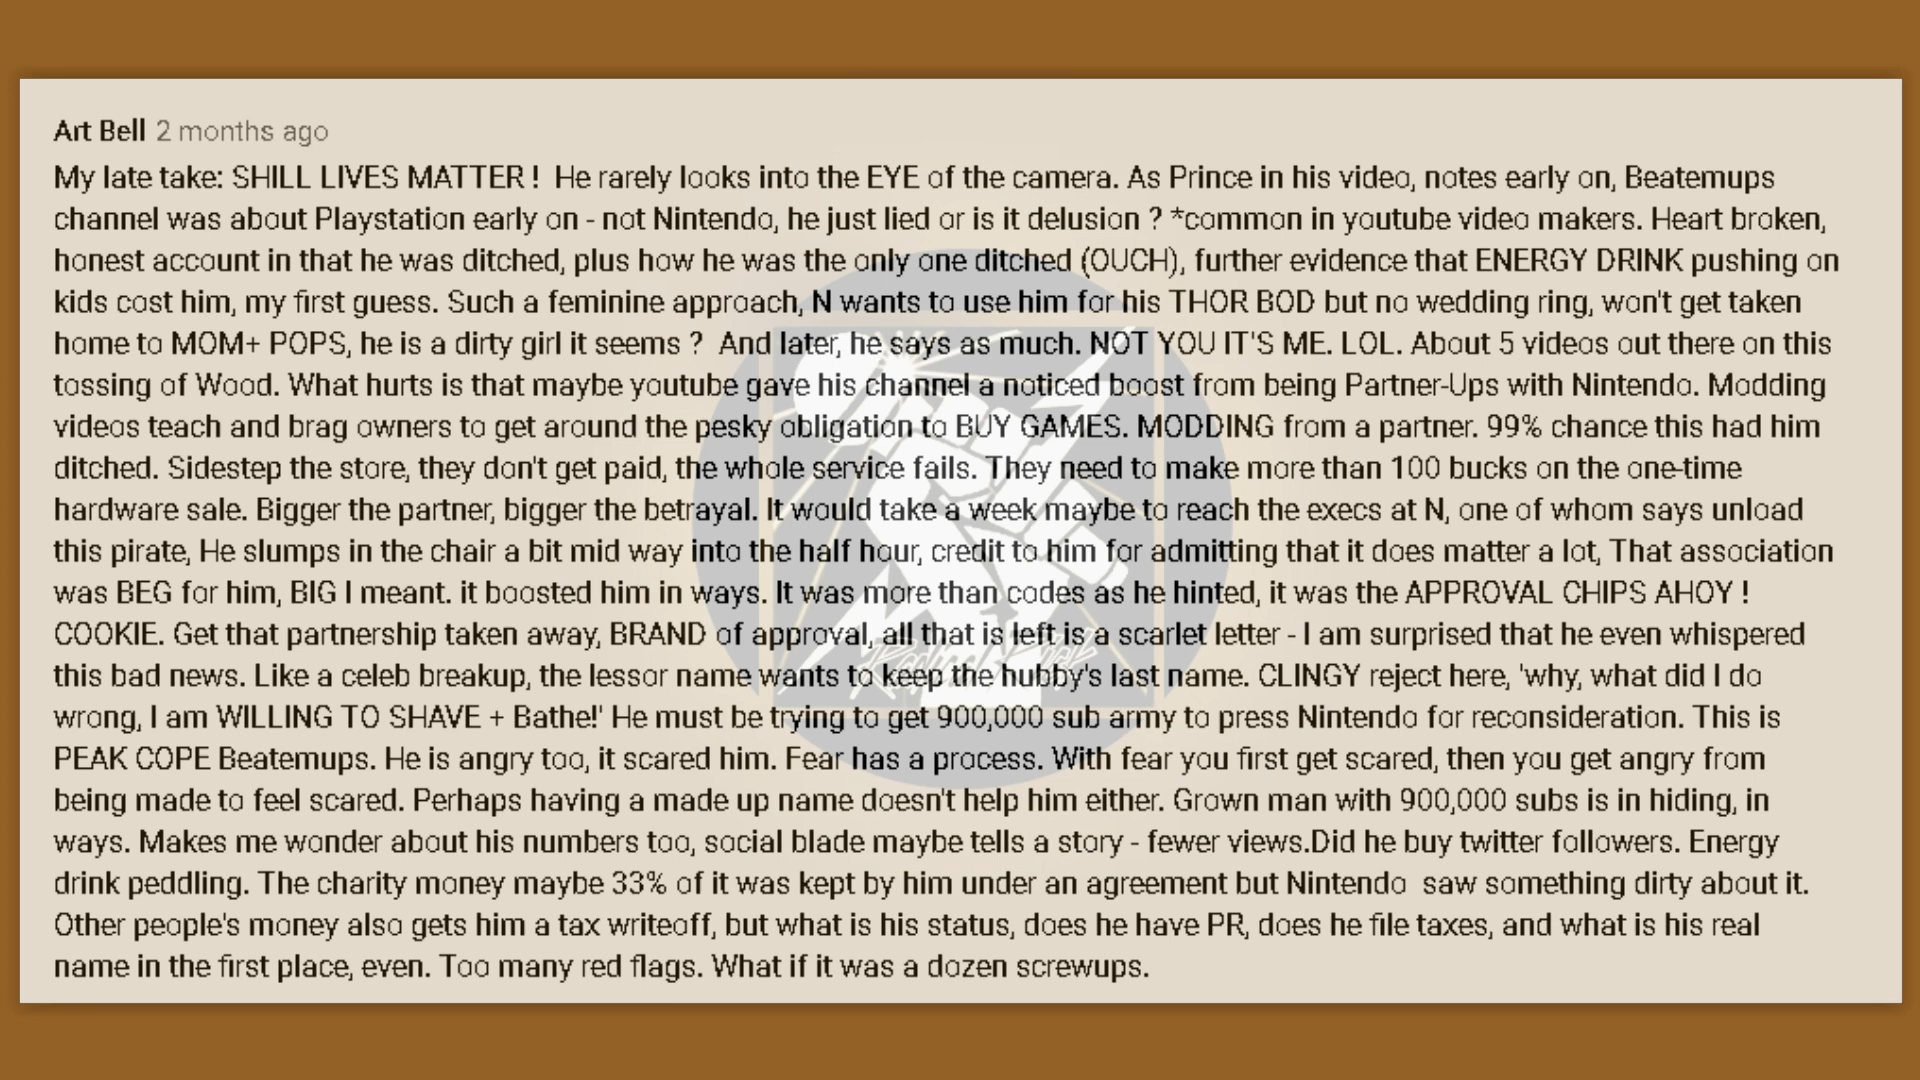 Art Bell 2 months ago
My late take: SHILL LIVES MATTER !  He rarely looks into the EYE of the camera. As Prince in his video, notes early on, Beatemups
channel was about Playstation early on - not Nintendo, he just lied or is it delusion ? *common in youtube video makers. Heart broken,
honest account in that he was ditched, plus how he was the only one ditched (OUCH), further evidence that ENERGY DRINK pushing on
kids cost him, my first guess. Such a feminine approach, N wants to use him for his THOR BOD but no wedding ring, won't get taken
home to MOM+ POPS, he is a dirty girl it seems ?  And later, he says as much. NOT YOU IT'S ME. LOL. About 5 videos out there on this
tossing of Wood. What hurts is that maybe youtube gave his channel a noticed boost from being Partner-Ups with Nintendo. Modding
videos teach and brag owners to get around the pesky obligation to BUY GAMES. MODDING from a partner. 99% chance this had him
ditched. Sidestep the store, they don't get paid, the whole service fails. They need to make more than 100 bucks on the one-time
hardware sale. Bigger the partner, bigger the betrayal. It would take a week maybe to reach the execs at N, one of whom says unload
this pirate, He slumps in the chair a bit mid way into the half hour, credit to him for admitting that it does matter a lot, That association
was BEG for him, BIG I meant. it boosted him in ways. It was more than codes as he hinted, it was the APPROVAL CHIPS AHOY !
COOKIE. Get that partnership taken away, BRAND of approval, all that is left is a scarlet letter - I am surprised that he even whispered
this bad news. Like a celeb breakup, the lessor name wants to keep the hubby's last name. CLINGY reject here, 'why, what did I do
wrong, I am WILLING TO SHAVE + Bathe!' He must be trying to get 900,000 sub army to press Nintendo for reconsideration. This is
PEAK COPE Beatemups. He is angry too, it scared him. Fear has a process. With fear you first get scared, then you get angry from
being made to feel scared. Perhaps having a made up name doesn't help him either. Grown man with 900,000 subs is in hiding, in
ways. Makes me wonder about his numbers too, social blade maybe tells a story - fewer views.Did he buy twitter followers. Energy
drink peddling. The charity money maybe 33% of it was kept by him under an agreement but Nintendo  saw something dirty about it.
Other people's money also gets him a tax writeoff, but what is his status, does he have PR, does he file taxes, and what is his real
name in the first place, even. Too many red flags. What if it was a dozen screwups.